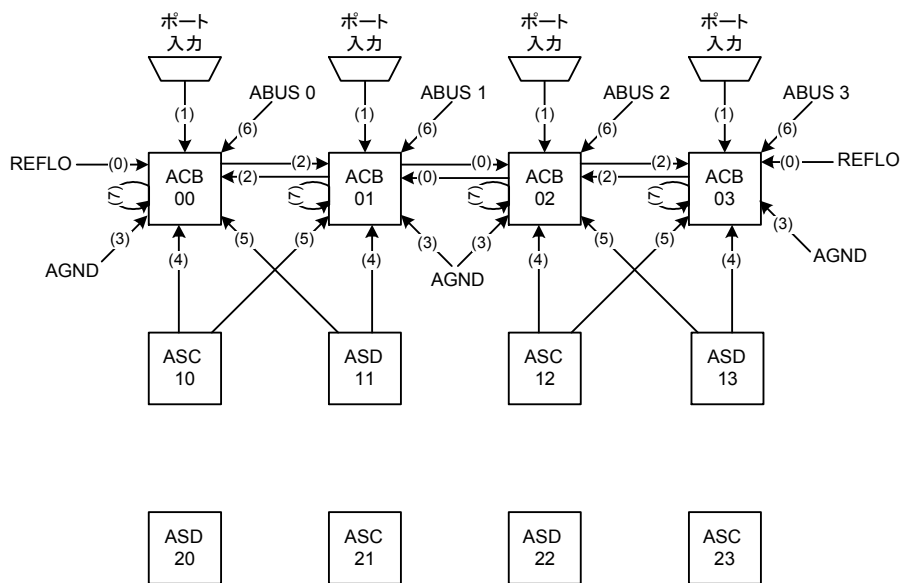 ポート
入力
ポート
入力
ポート
入力
ポート
入力
ABUS 0
ABUS 1
ABUS 2
ABUS 3
(1)
(1)
(1)
(1)
(6)
(6)
(6)
(6)
REFLO
(0)
ACB
00
(2)
(2)
ACB
01
(0)
(0)
ACB
02
(2)
(2)
ACB
03
(0)
REFLO
(7)
(7)
(7)
(7)
(3)
AGND
(4)
(5)
(5)
(4)
(3)
(3)
AGND
(4)
(5)
(5)
(4)
(3)
AGND
ASC
10
ASD
11
ASC
12
ASD
13
ASD
20
ASC
21
ASD
22
ASC
23